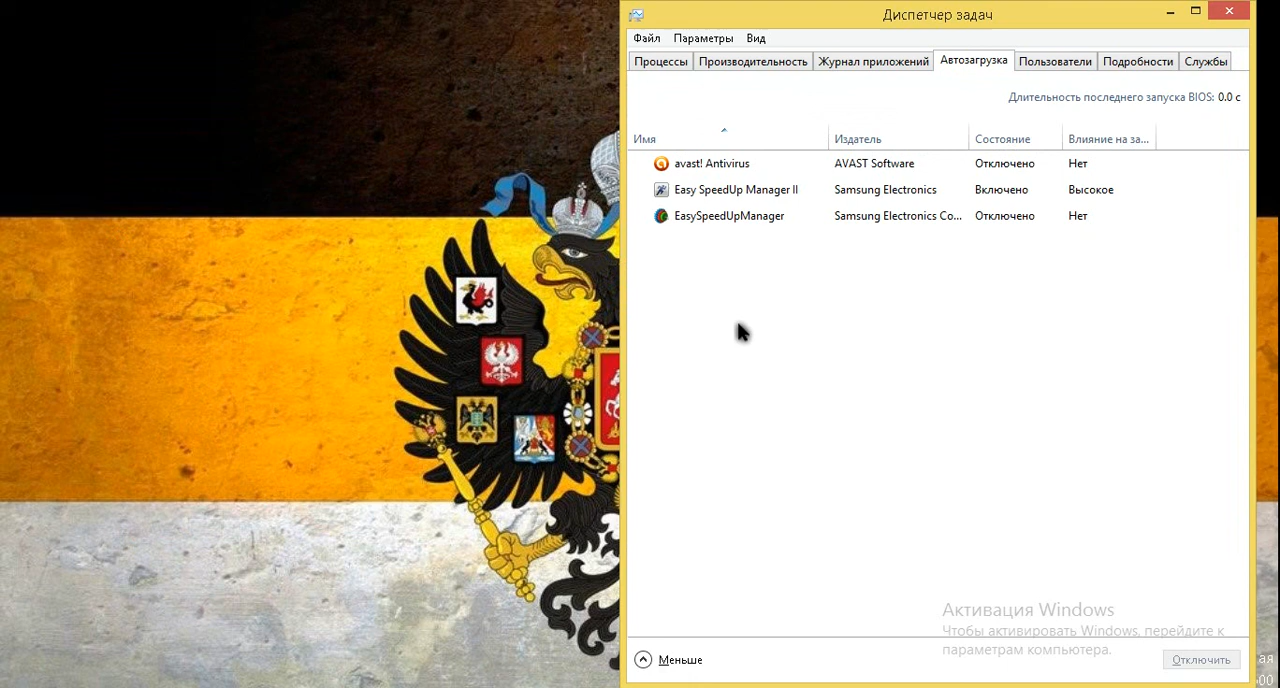 Диспетчер задач
Файл Параметры Вид
Процессы Производительность Журнал приложений Автозагрузка Пользователи Подробности Службы
Длительность последнего запуска BIOS: 0.0 с
Имя Издатель Состояние Влияние на за...
avast! Antivirus AVAST Software Отключено Нет
Easy SpeedUp Manager II Samsung Electronics Включено Высокое
EasySpeedUpManager Samsung Electronics Co... Отключено Нет
Активация Windows
Чтобы активировать Windows, перейдите к
параметрам компьютера.
Меньше Отключить